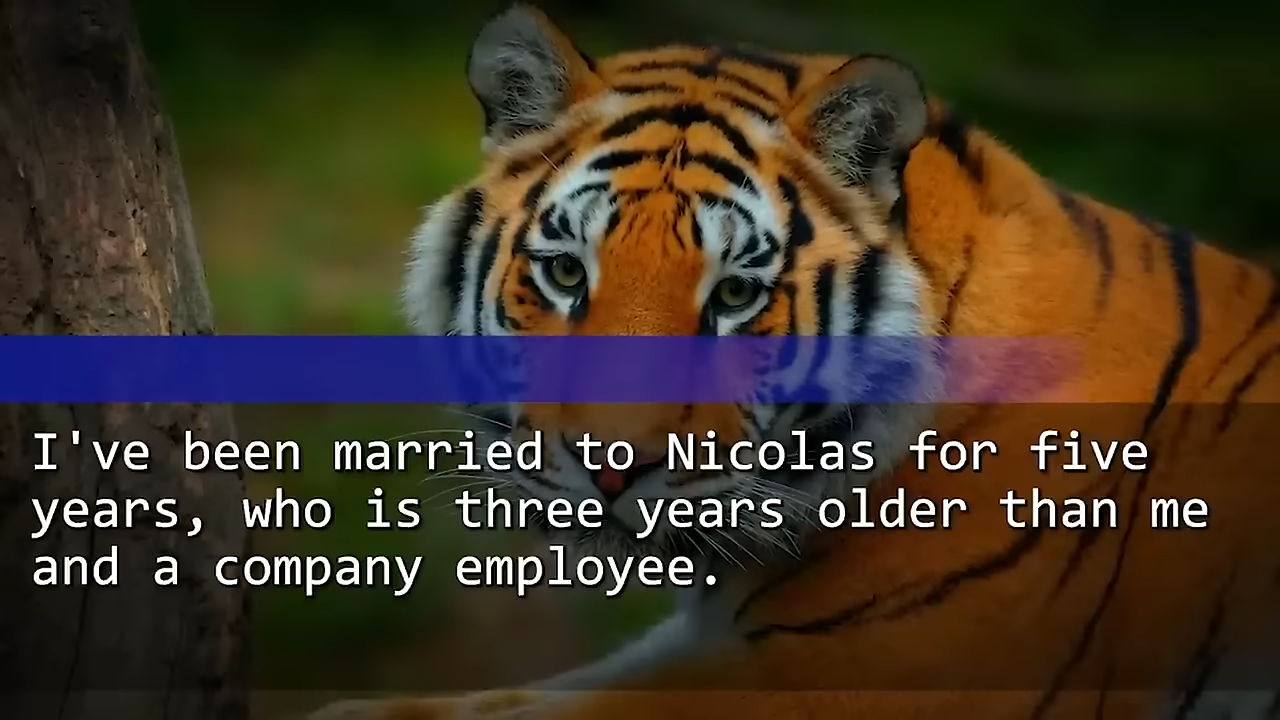 I've been married to Nicolas for five
years, who is three years older than me
and a company employee.